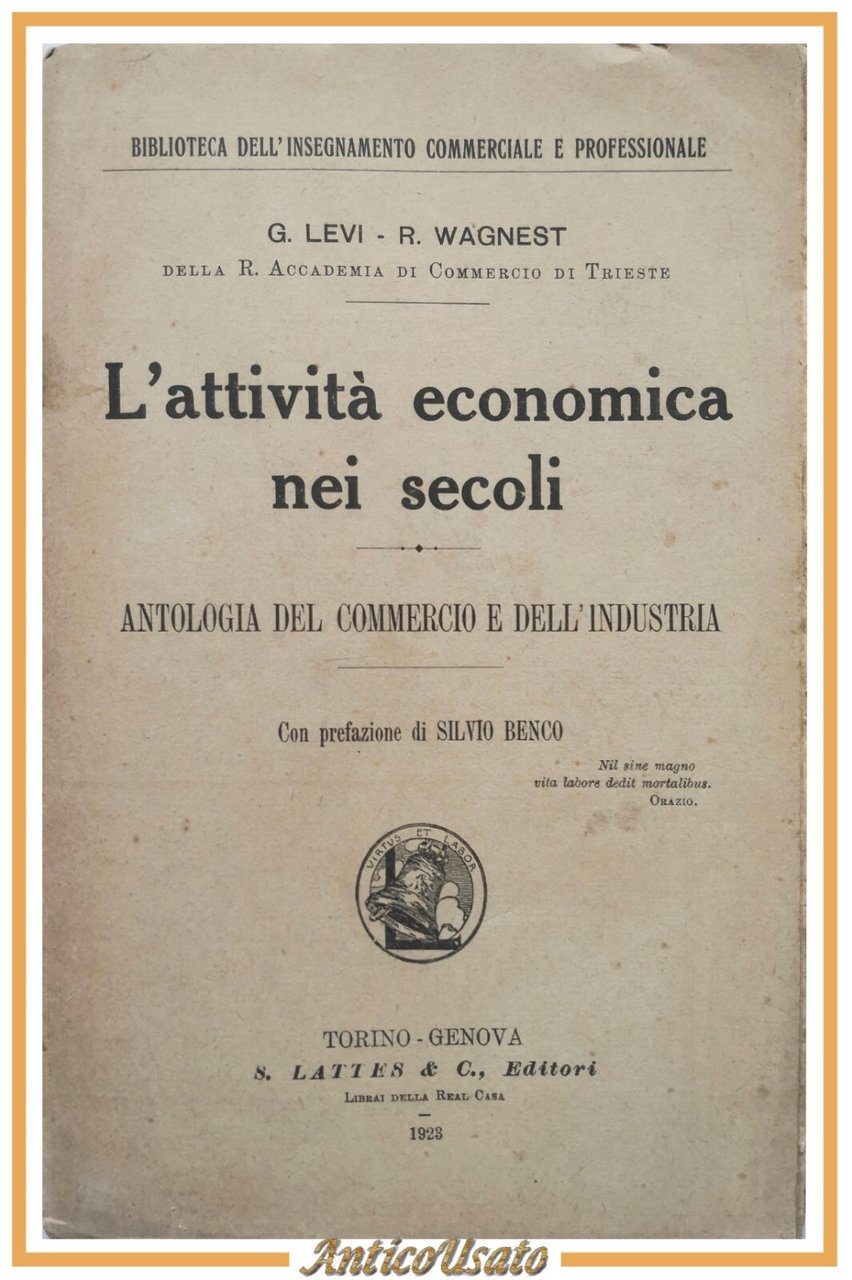 BIBLIOTECA DELL'INSEGNAMENTO COMMERCIALE E PROFESSIONALE
G. LEVI - R. WAGNEST
DELLA R. ACCADEMIA DI COMMERCIO DI TRIESTE
L'attività economica
nei secoli
ANTOLOGIA DEL COMMERCIO E DELL'INDUSTRIA
Con prefazione di SILVIO BENCO
Nil sine magno
vita labore dedit mortalibus.
ORAZIO.
VIRTUS ET LABOR
L
TORINO - GENOVA
S. LATTES & C., Editori
LIBRAI DELLA REAL CASA
1923
AnticoUsato